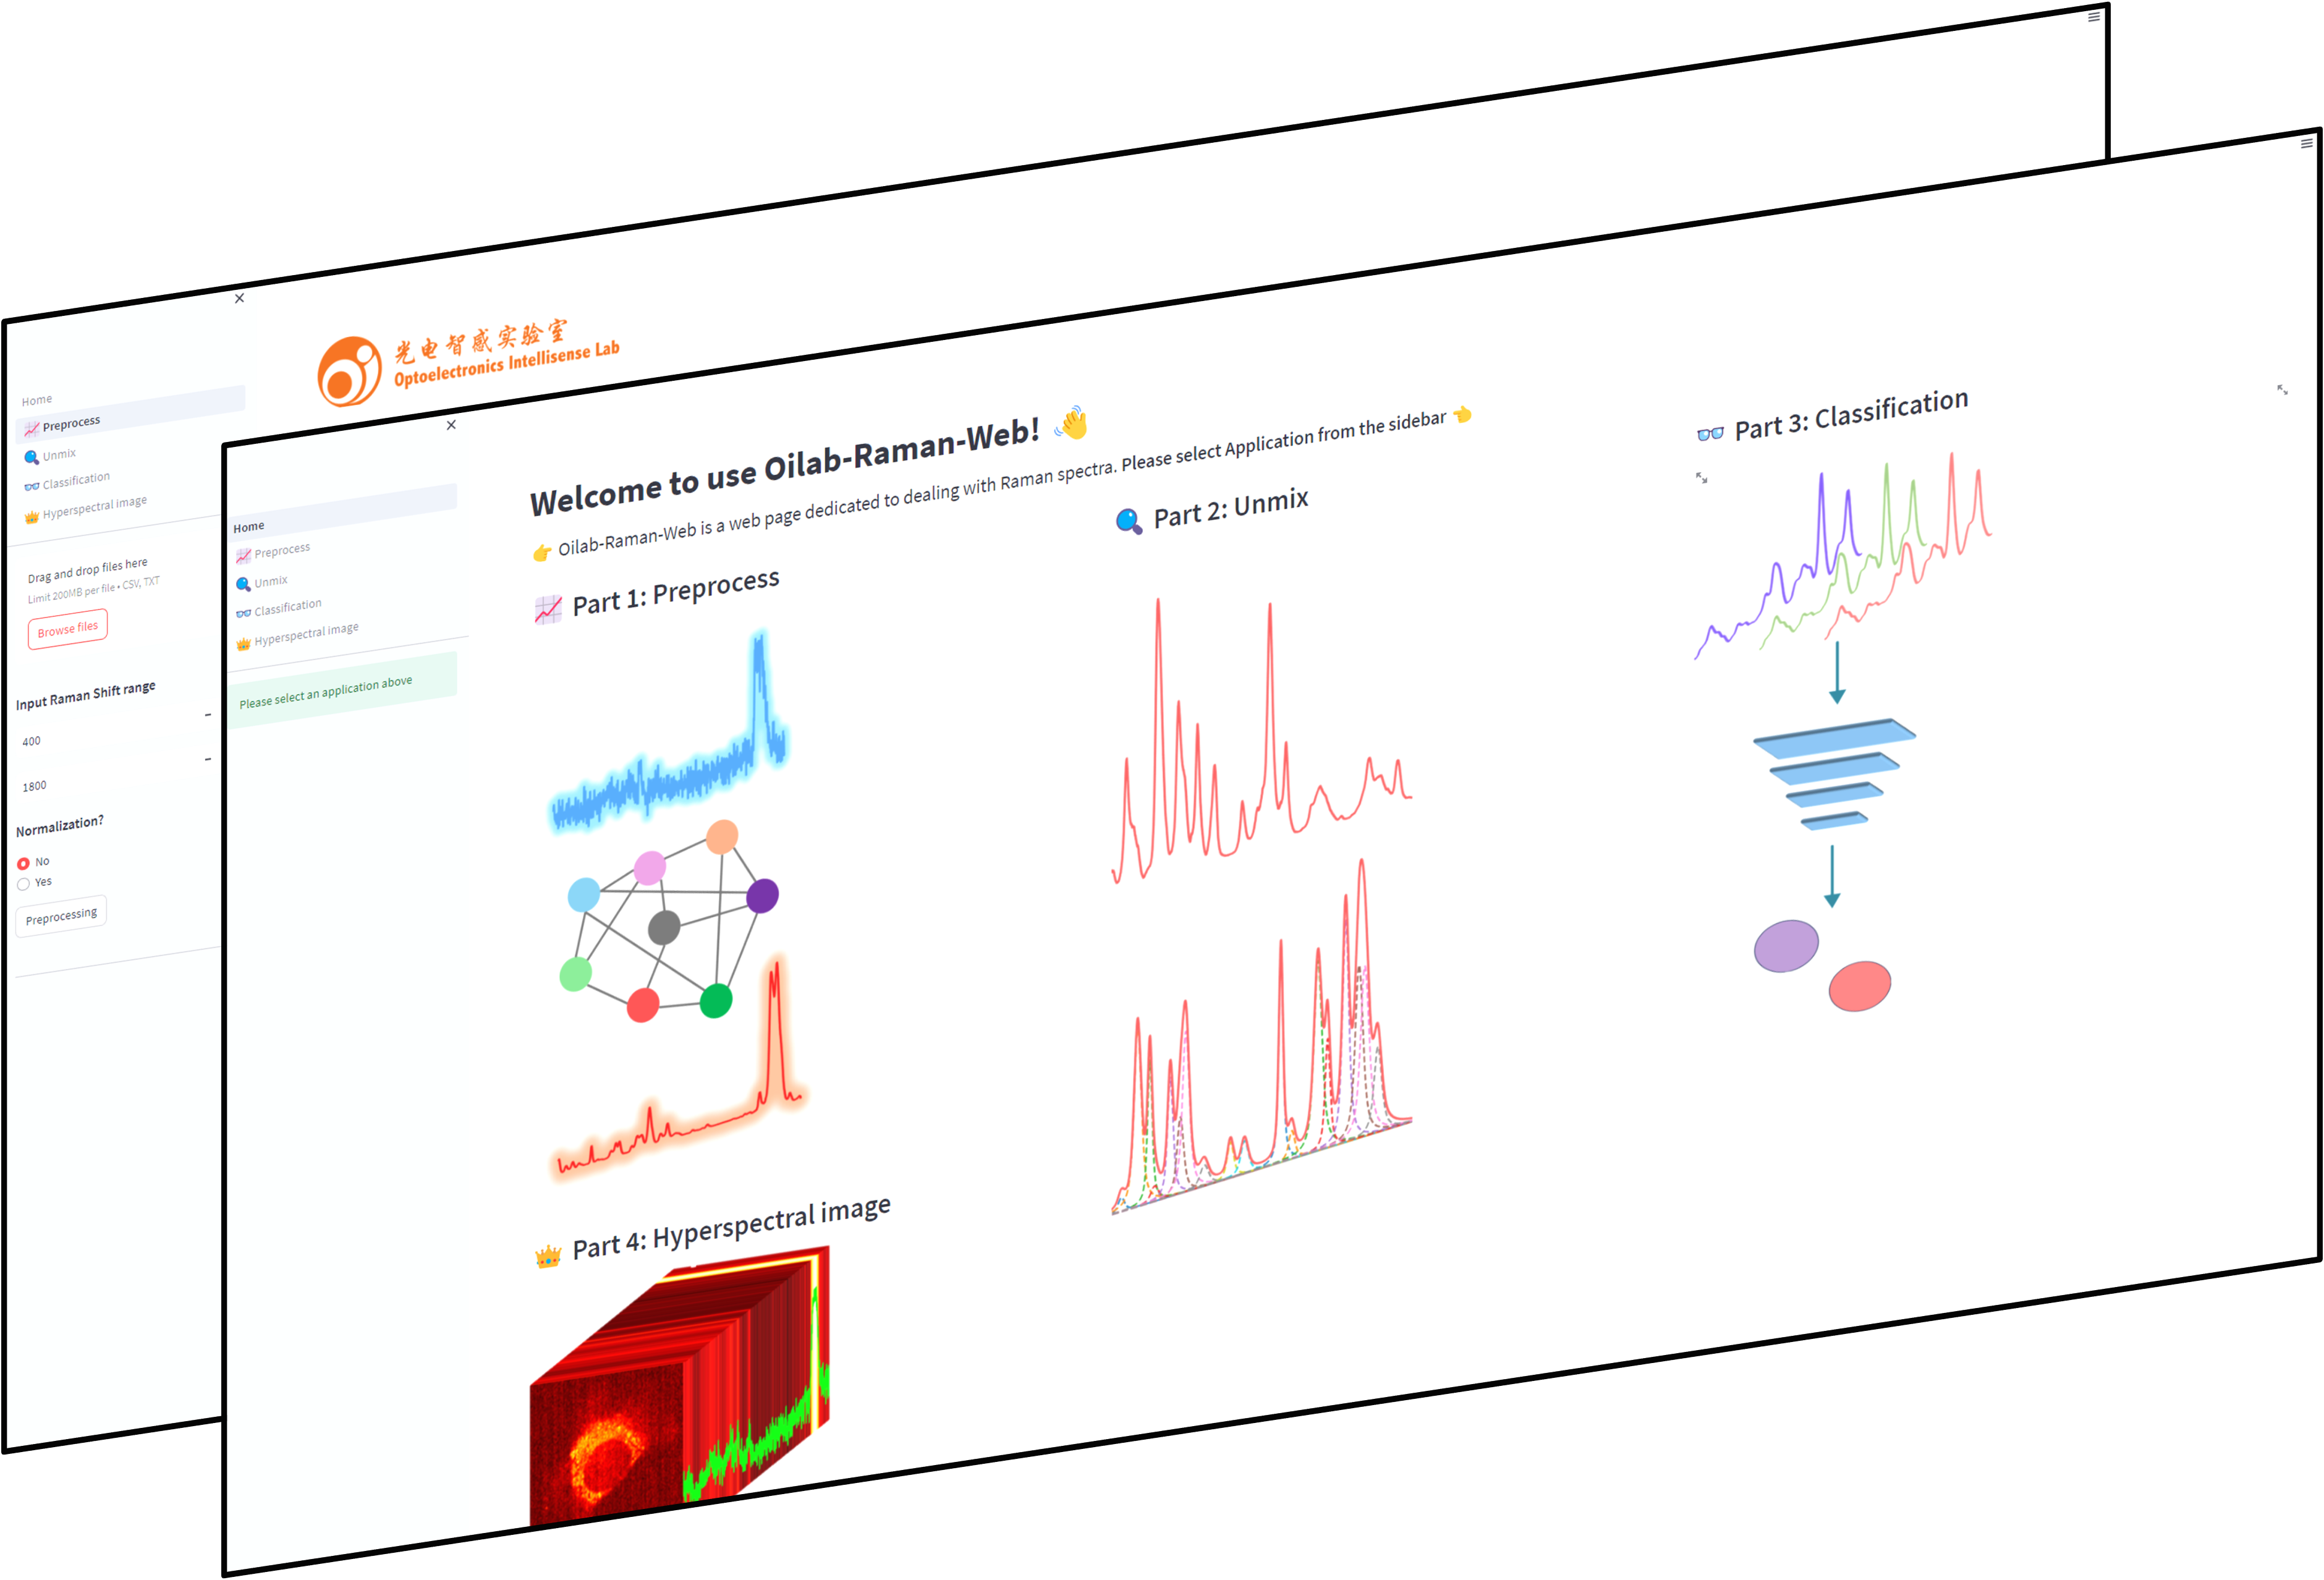 Home
📈 Preprocess
🔍 Unmix
👓 Classification
👑 Hyperspectral image
Drag and drop files here
Limit 200MB per file • CSV, TXT
Browse files
Input Raman Shift range
400
1800
Normalization?
No
Yes
Preprocessing
光电智感实验室
Optoelectronics Intellisense Lab
Home
📈 Preprocess
🔍 Unmix
👓 Classification
👑 Hyperspectral image
Please select an application above
Welcome to use Oilab-Raman-Web! 👋
👉 Oilab-Raman-Web is a web page dedicated to dealing with Raman spectra. Please select Application from the sidebar 👈
📈 Part 1: Preprocess
🔍 Part 2: Unmix
👓 Part 3: Classification
👑 Part 4: Hyperspectral image